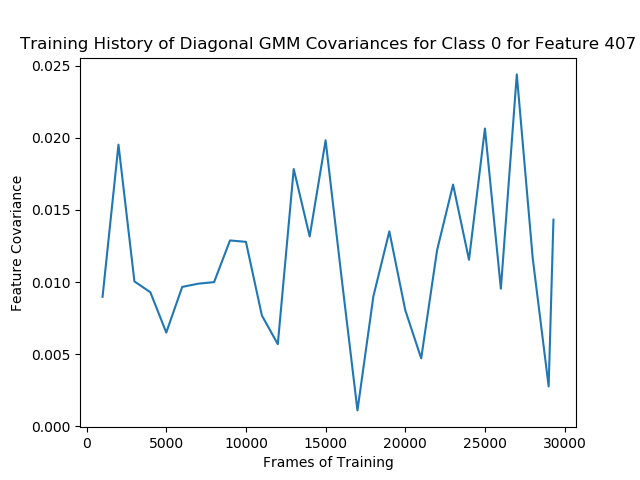 Training History of Diagonal GMM Covariances for Class 0 for Feature 407
0.025
0.020
0.015
0.010
0.005
0.000
Feature Covariance
0 5000 10000 15000 20000 25000 30000
Frames of Training